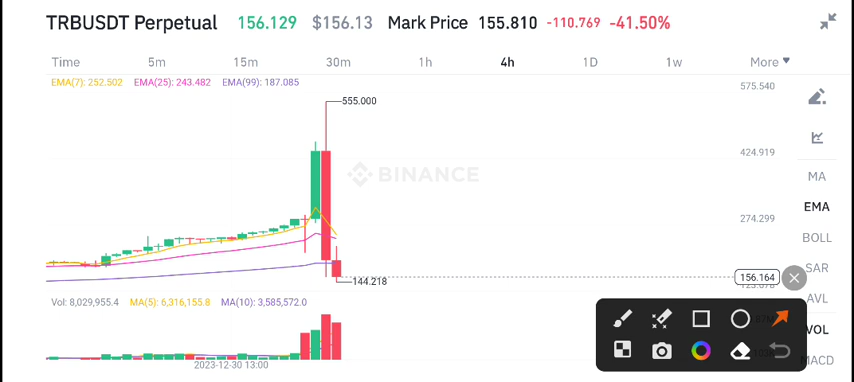 TRBUSDT Perpetual 156.129 $156.13 Mark Price 155.810 -110.769 -41.50%
Time 5m 15m 30m 1h 4h 1D 1w More
EMA(7): 252.502 EMA(25): 243.482 EMA(99): 187.085
575.540
555.000
424.919
BINANCE
MA
EMA
274.299
BOLL
SAR
156.164
144.218
AVL
Vol: 8,029,955.4 MA(5): 6,316,155.8 MA(10): 3,585,572.0
VOL
MACD
2023-12-30 13:00